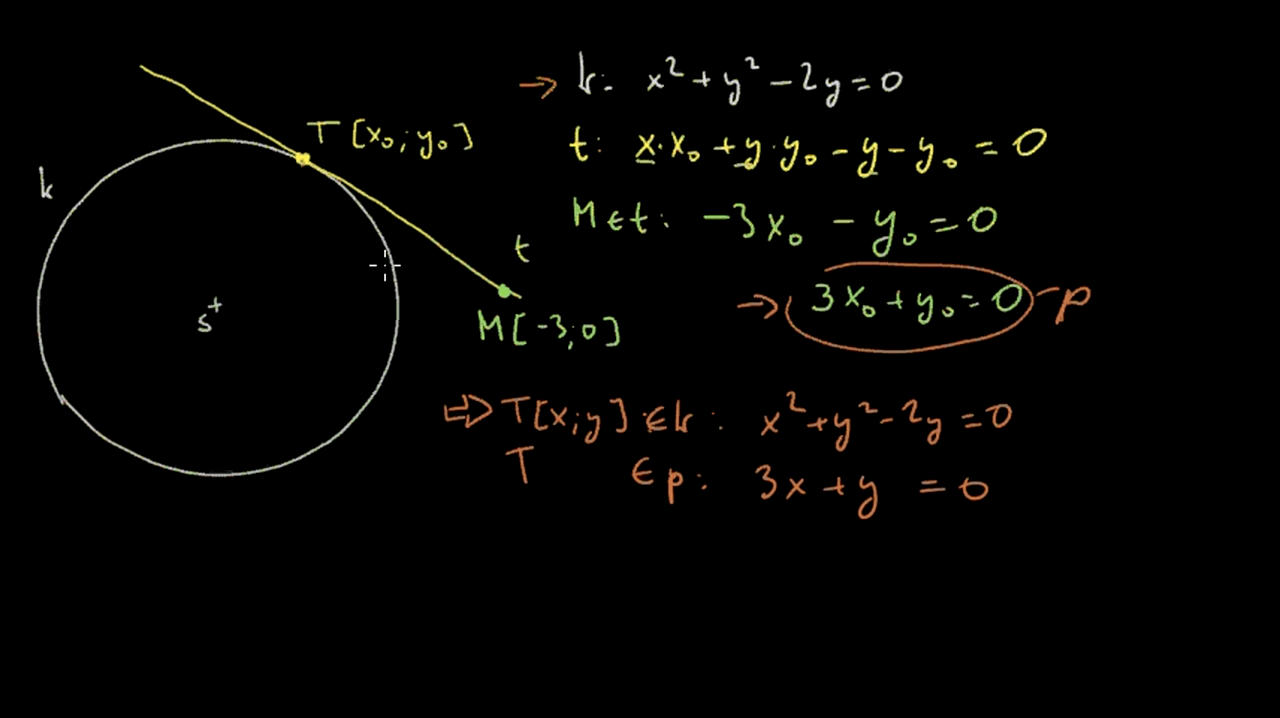 → k: x² + y² - 2y = 0
T [x₀; y₀]
t: x·x₀ + y·y₀ - y - y₀ = 0
k
M ∈ t: -3x₀ - y₀ = 0
t
3x₀ + y₀ = 0 - p
→
S
M[-3; 0]
⇒ T[x; y] ∈ k: x² + y² - 2y = 0
T ∈ p: 3x + y = 0